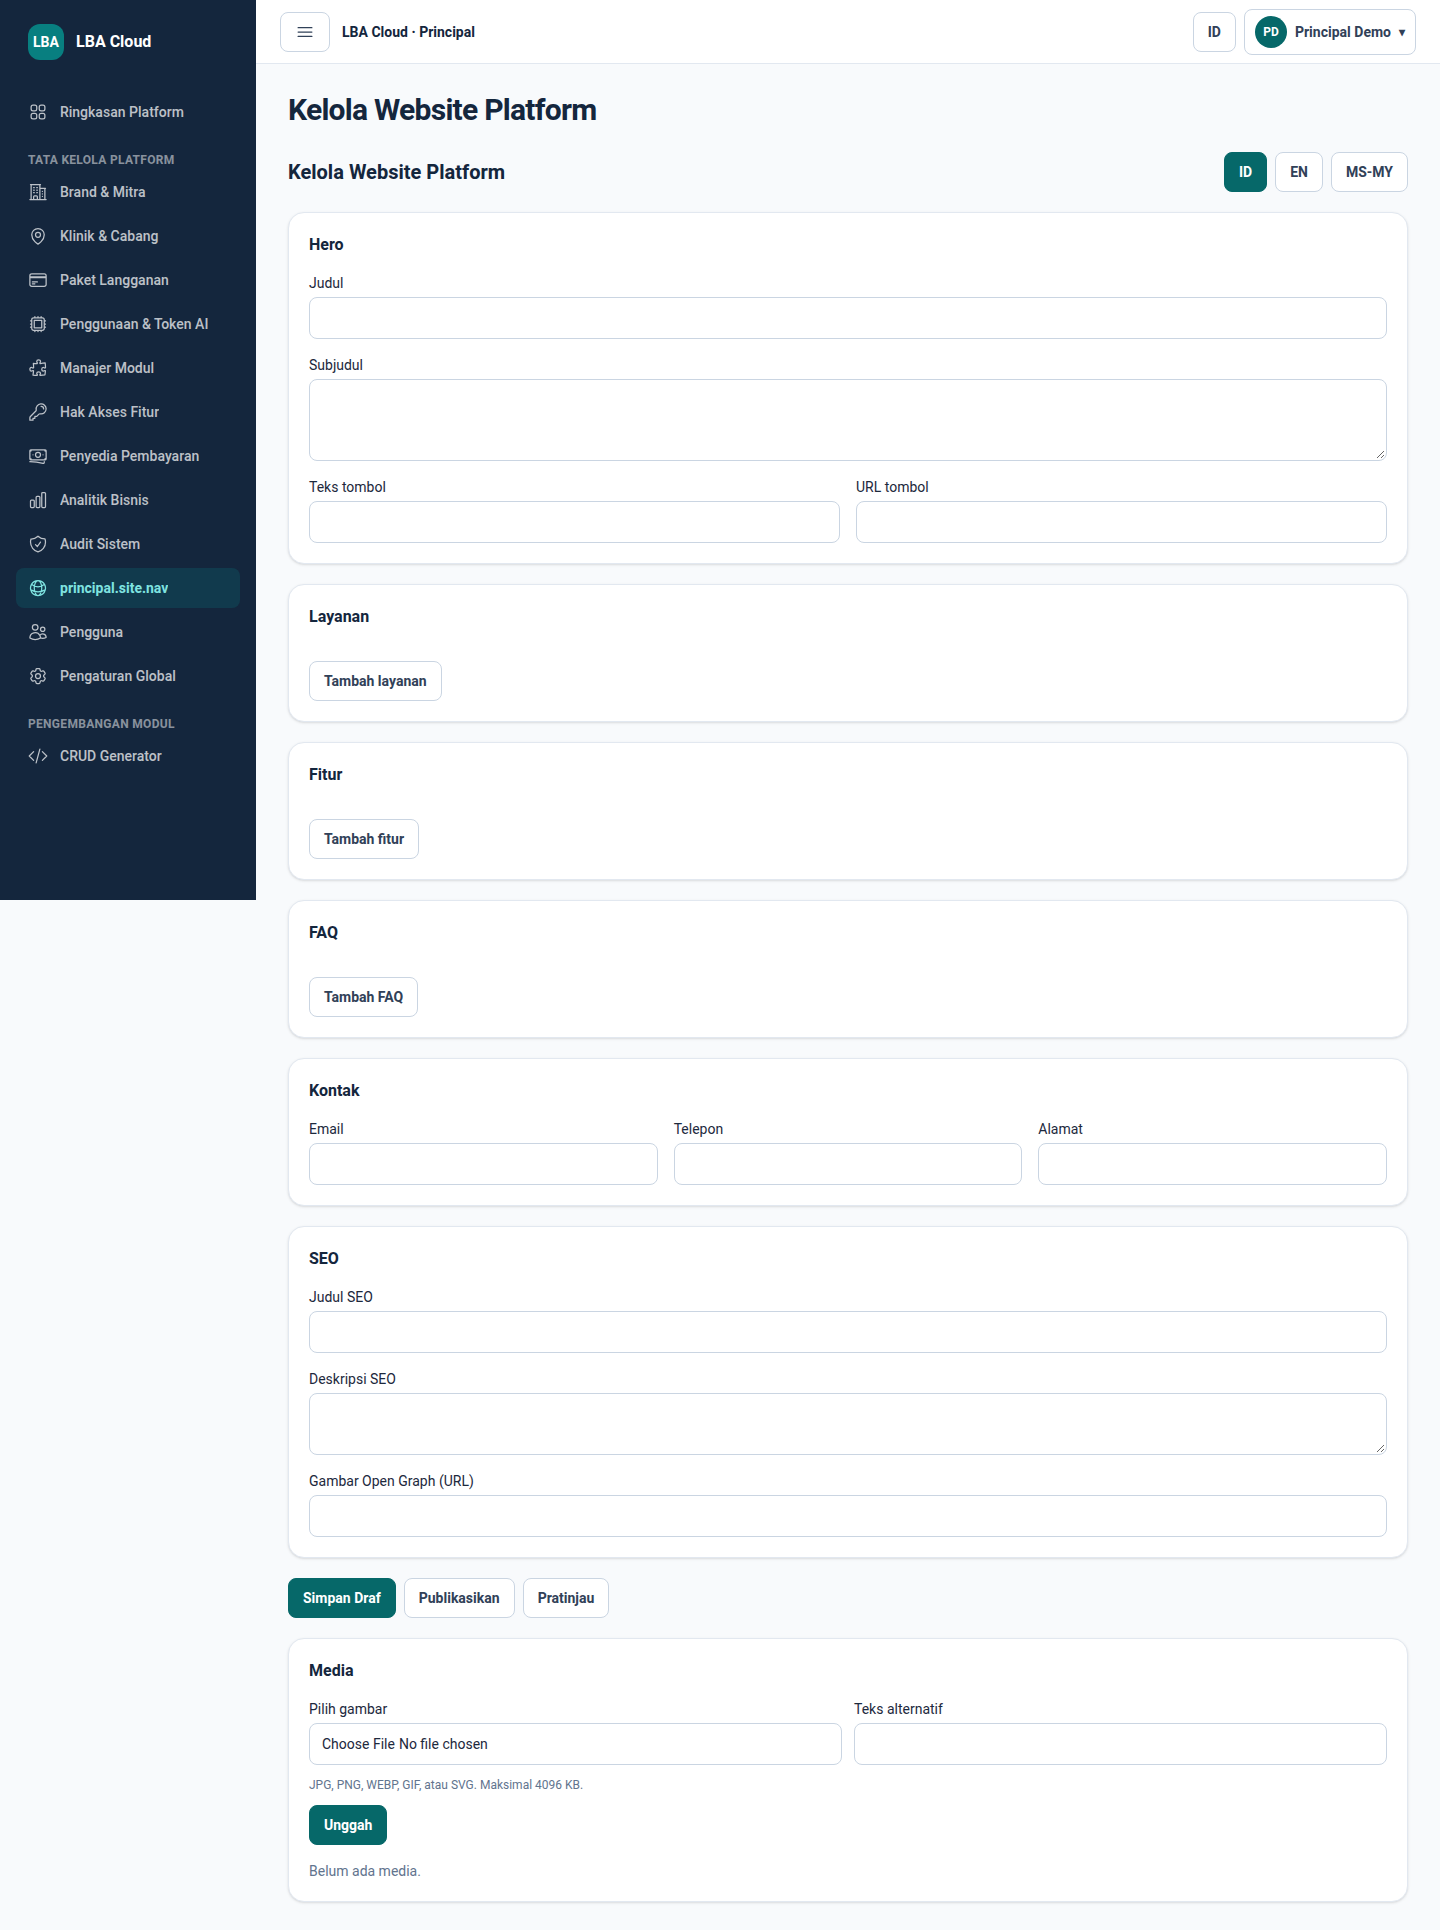 LBA
LBA Cloud
Ringkasan Platform
TATA KELOLA PLATFORM
Brand & Mitra
Klinik & Cabang
Paket Langganan
Penggunaan & Token AI
Manajer Modul
Hak Akses Fitur
Penyedia Pembayaran
Analitik Bisnis
Audit Sistem
principal.site.nav
Pengguna
Pengaturan Global
PENGEMBANGAN MODUL
CRUD Generator
LBA Cloud · Principal
ID
PD
Principal Demo ▾
Kelola Website Platform
Kelola Website Platform
ID
EN
MS-MY
Hero
Judul
Subjudul
Teks tombol
URL tombol
Layanan
Tambah layanan
Fitur
Tambah fitur
FAQ
Tambah FAQ
Kontak
Email
Telepon
Alamat
SEO
Judul SEO
Deskripsi SEO
Gambar Open Graph (URL)
Simpan Draf
Publikasikan
Pratinjau
Media
Pilih gambar
Teks alternatif
Choose File No file chosen
JPG, PNG, WEBP, GIF, atau SVG. Maksimal 4096 KB.
Unggah
Belum ada media.